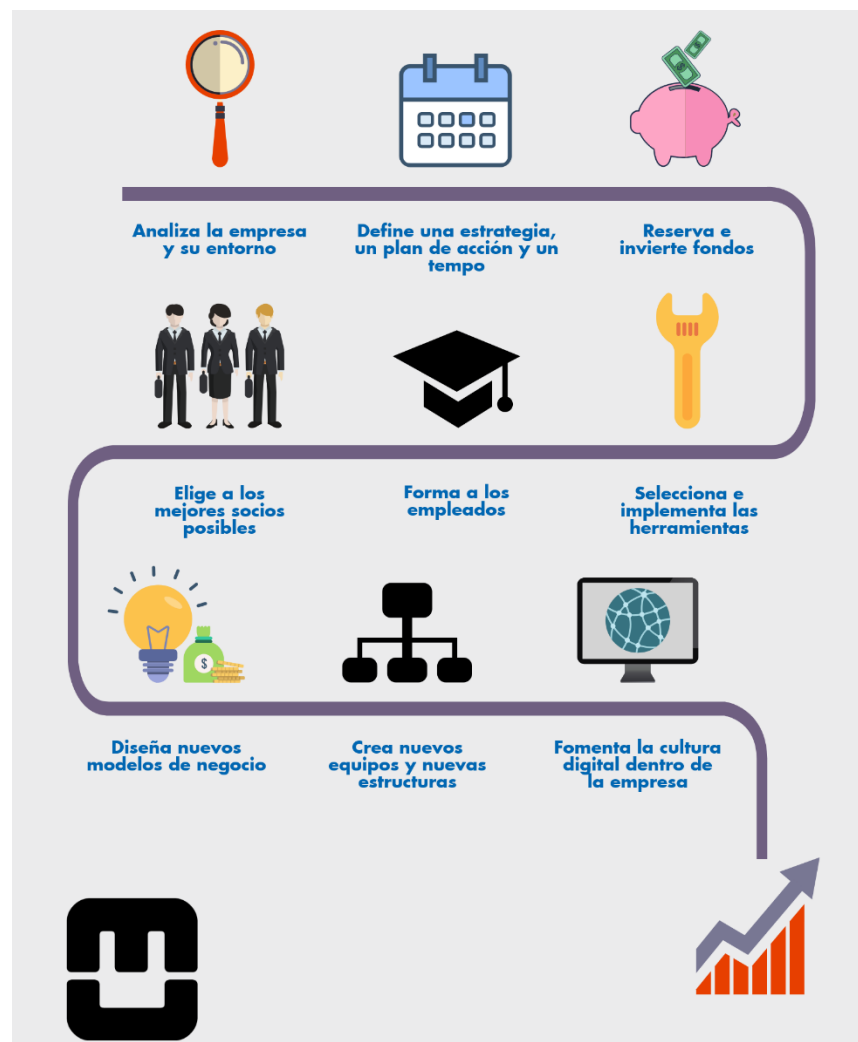 Analiza la empresa
y su entorno
Define una estrategia,
un plan de acción y un
tempo
Reserva e
invierte fondos
Selecciona e
implementa las
herramientas
Forma a los
empleados
Elige a los
mejores socios
posibles
Diseña nuevos
modelos de negocio
Crea nuevos
equipos y nuevas
estructuras
Fomenta la cultura
digital dentro de
la empresa